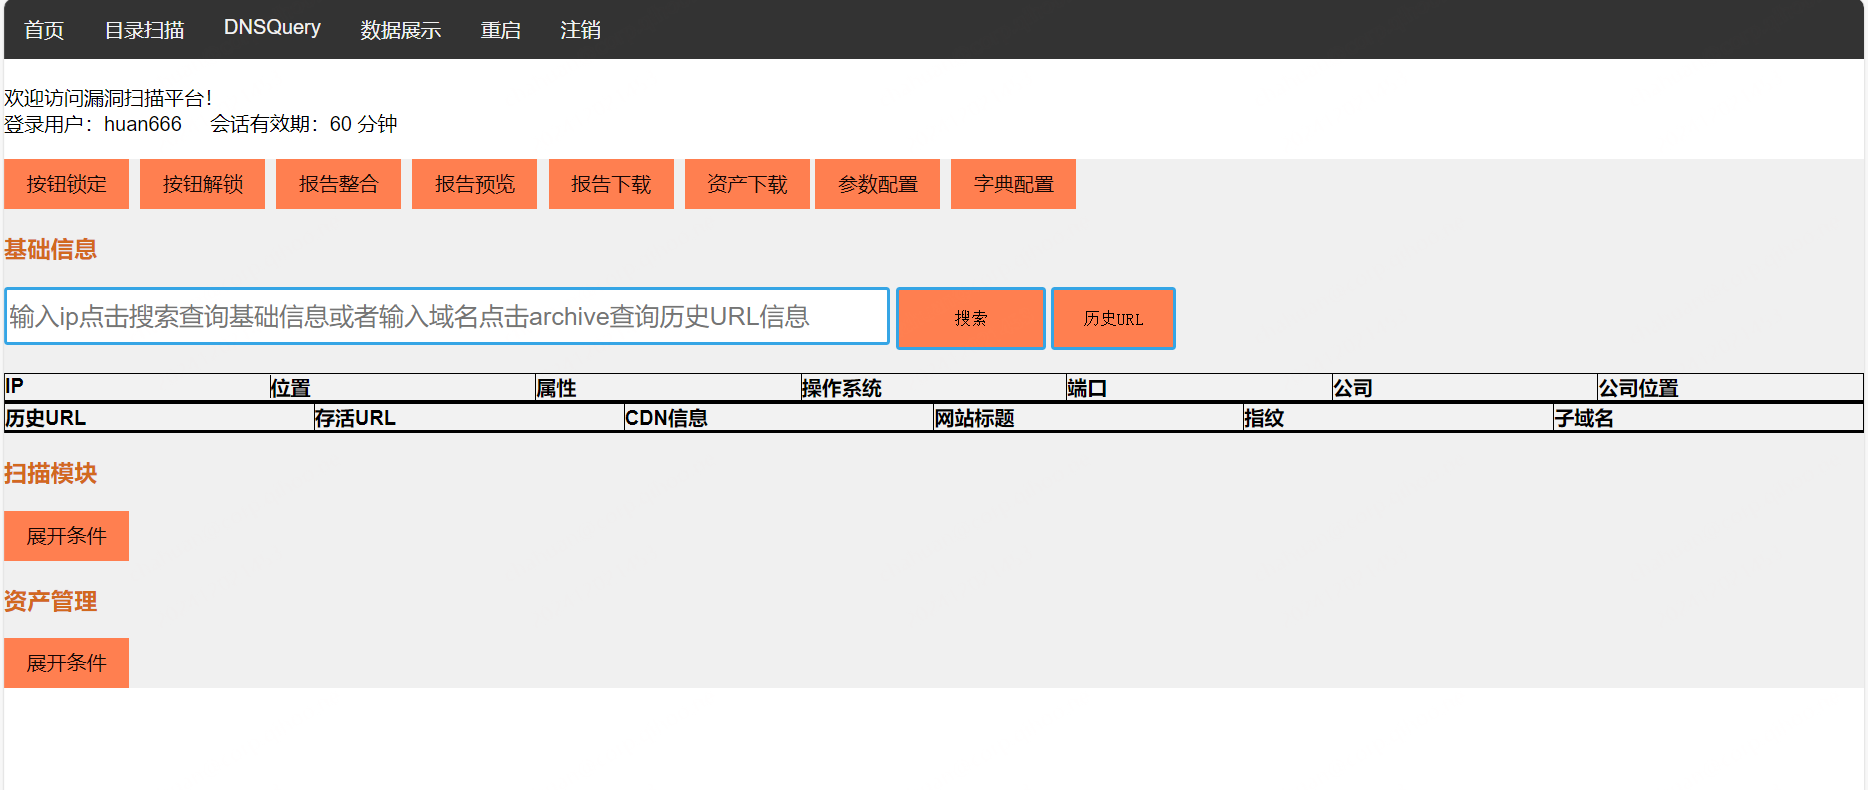 首页 目录扫描 DNSQuery 数据展示 重启 注销
欢迎访问漏洞扫描平台!
登录用户：huan666 会话有效期：60 分钟
按钮锁定 按钮解锁 报告整合 报告预览 报告下载 资产下载 参数配置 字典配置
基础信息
输入ip点击搜索查询基础信息或者输入域名点击archive查询历史URL信息 搜索 历史URL
IP 位置 属性 操作系统 端口 公司 公司位置
历史URL 存活URL CDN信息 网站标题 指纹 子域名
扫描模块
展开条件
资产管理
展开条件